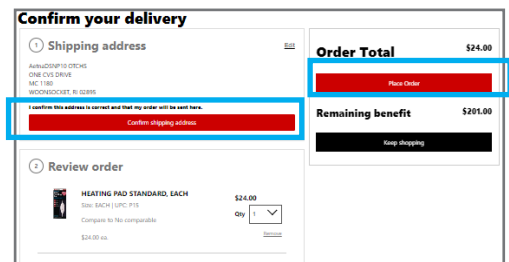 Confirm your delivery
1 Shipping address
Edit
AetnaDSNP10 OTCHS
ONE CVS DRIVE
MC 1180
WOONSOCKET, RI 02895
I confirm this address is correct and that my order will be sent here.
Confirm shipping address
2 Review order
HEATING PAD STANDARD, EACH
Size: EACH | UPC: P15
Compare to No comparable
$24.00 ea.
$24.00
Qty 1
Remove
Order Total $24.00
Place Order
Remaining benefit $201.00
Keep shopping